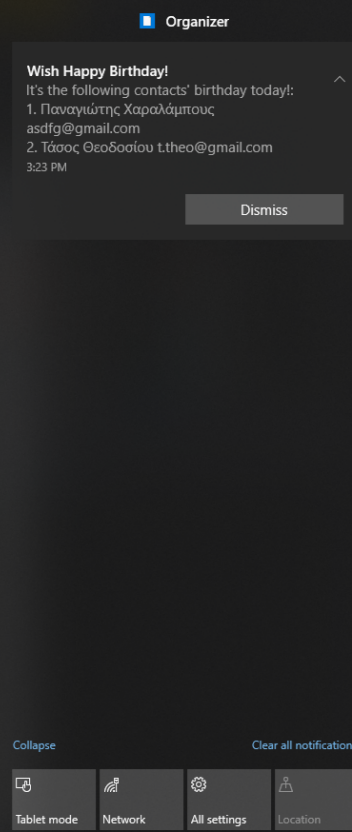 Organizer
Wish Happy Birthday!
It's the following contacts' birthday today!:
1. Παναγιώτης Χαραλάμπους
asdfg@gmail.com
2. Τάσος Θεοδοσίου t.theo@gmail.com
3:23 PM
Dismiss
Collapse
Clear all notification
Tablet mode
Network
All settings
Location